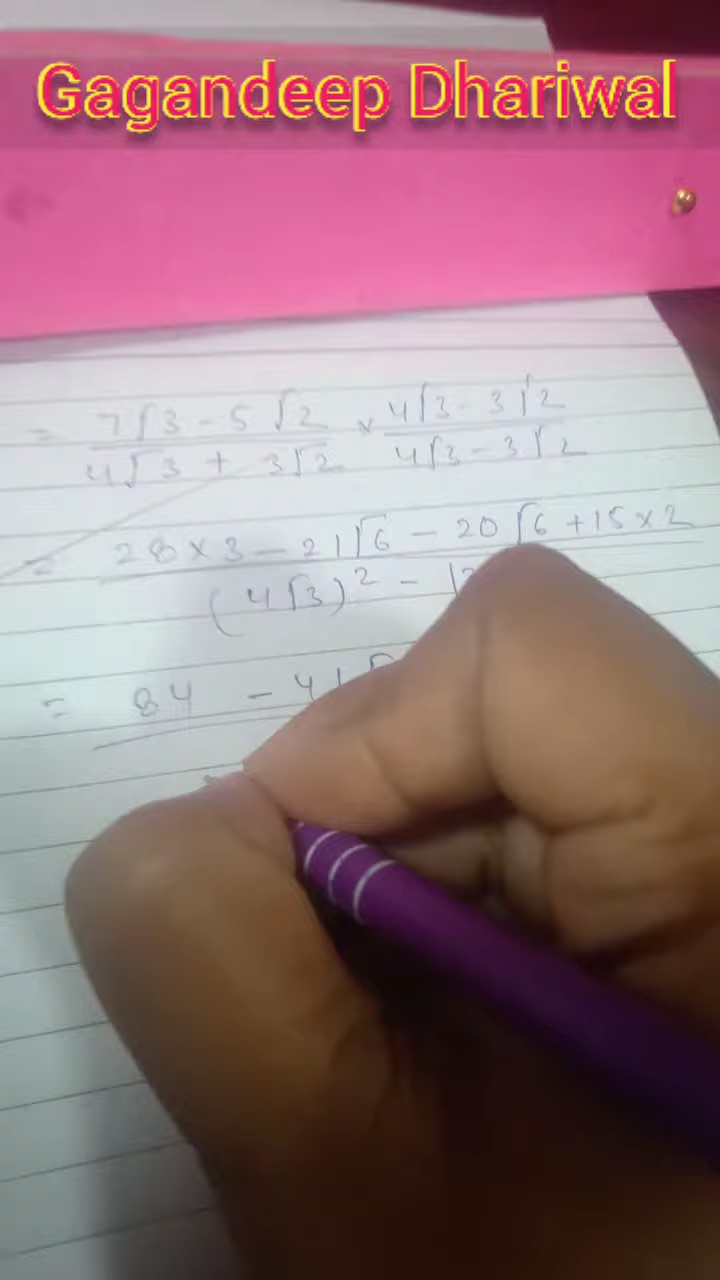 Gagandeep Dhariwal
= 7√3 - 5√2 / 4√3 + 3√2 × 4√3 - 3√2 / 4√3 - 3√2
= 28×3 - 21√6 - 20√6 + 15×2 / (4√3)² -
= 84 - 41√